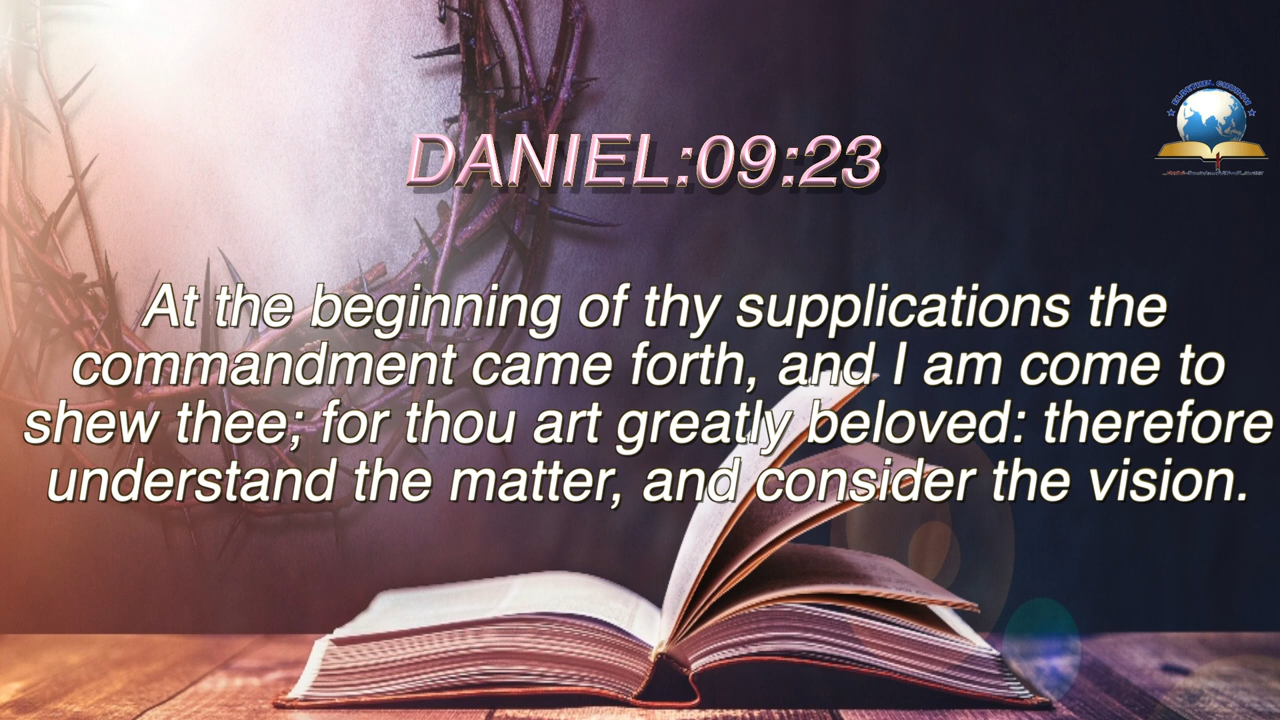 DANIEL:09:23
At the beginning of thy supplications the
commandment came forth, and I am come to
shew thee; for thou art greatly beloved: therefore
understand the matter, and consider the vision.